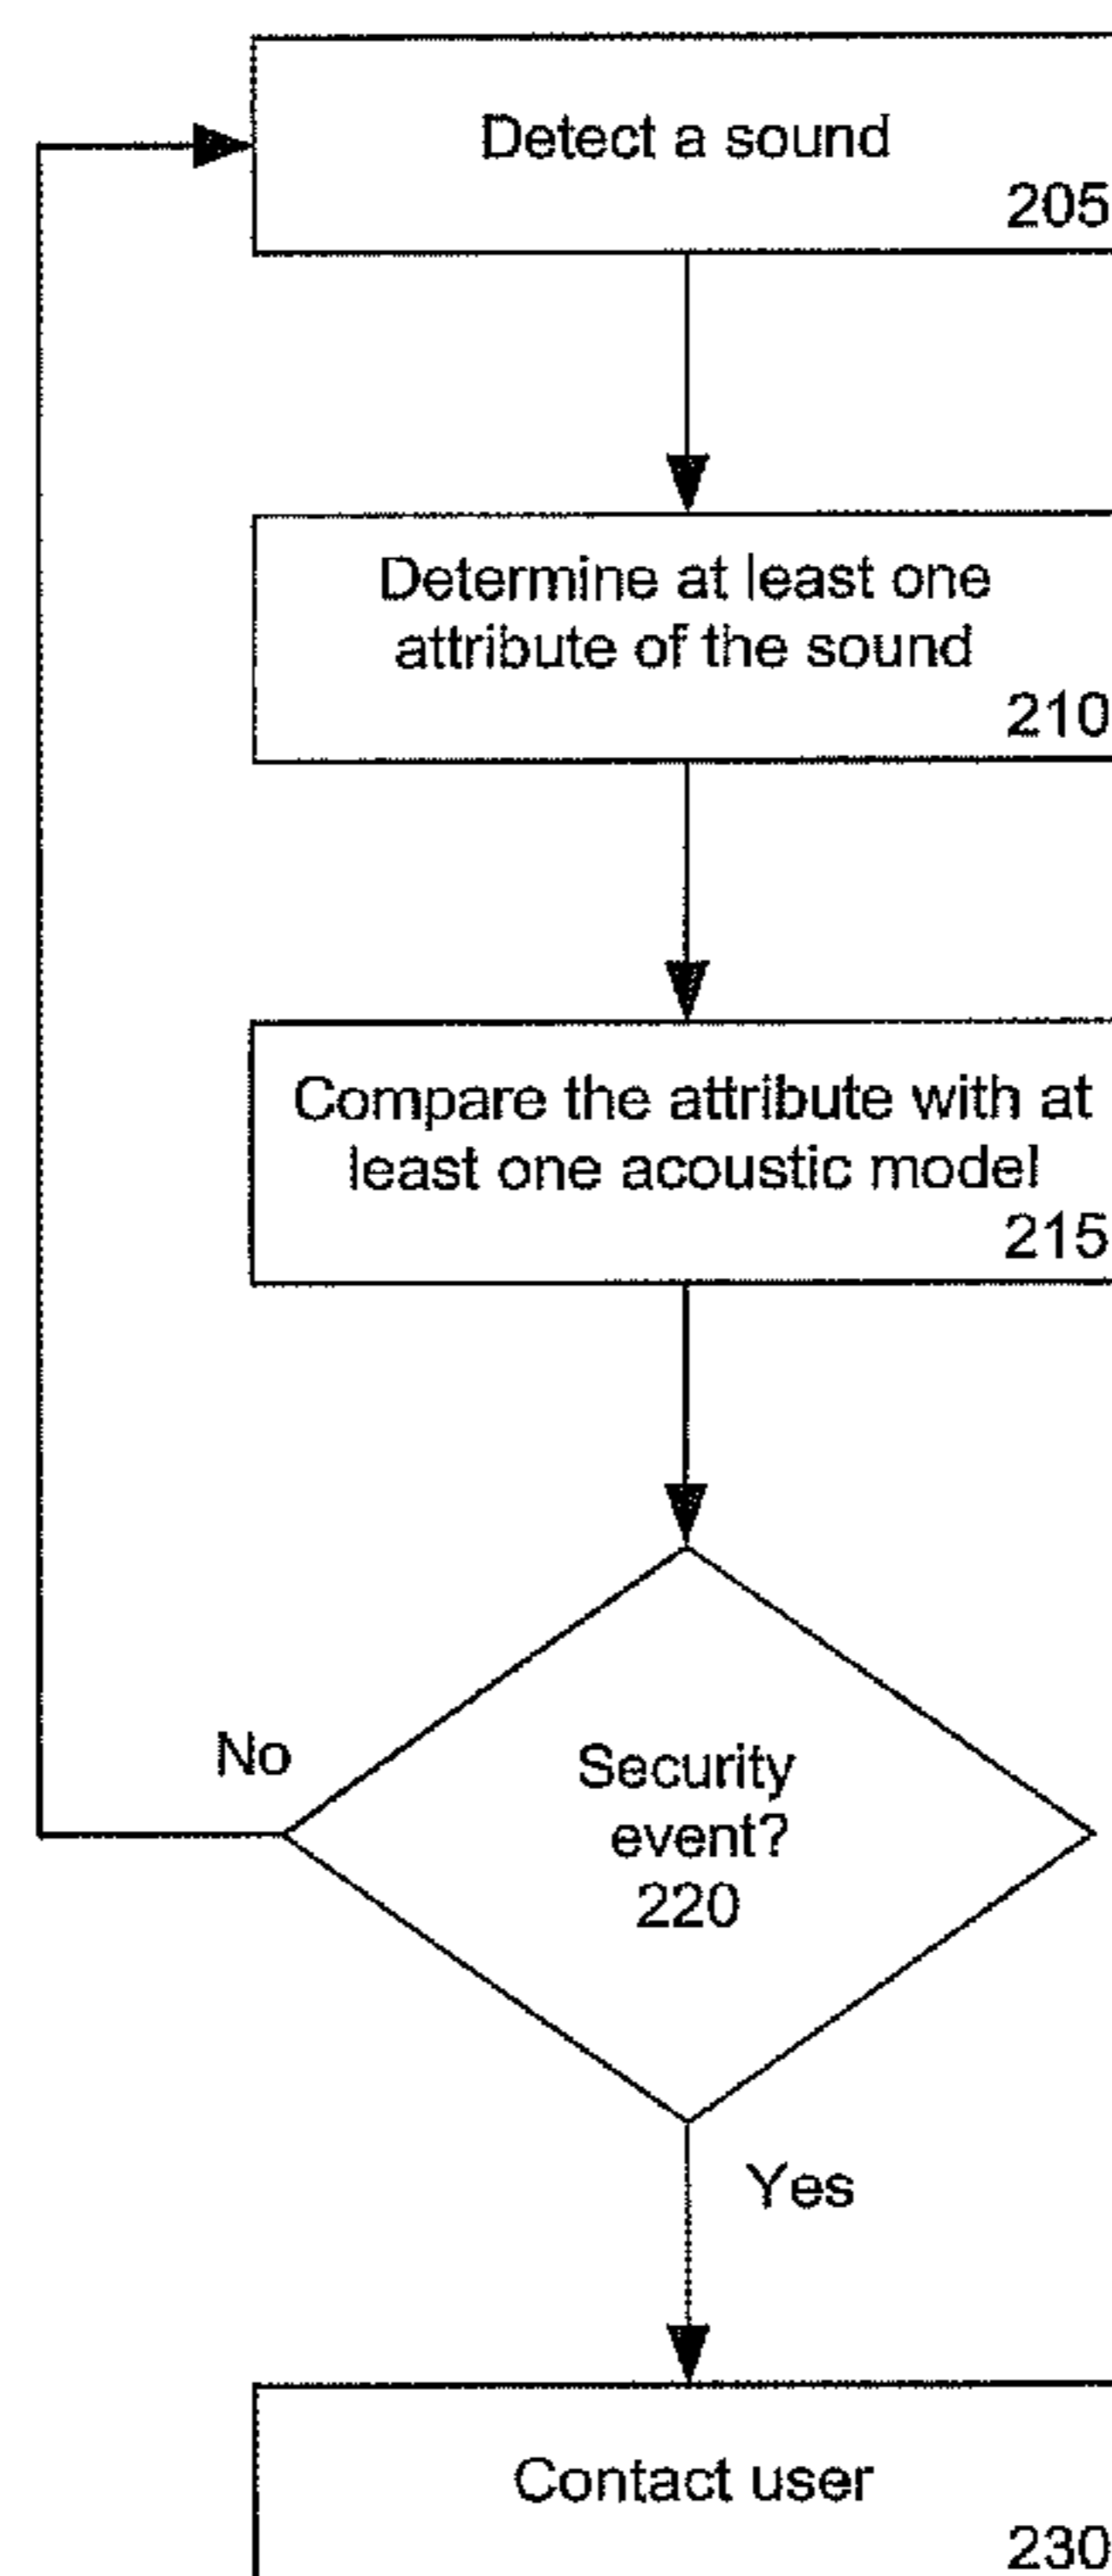 Detect a sound
205
Determine at least one
attribute of the sound
210
Compare the attribute with at
least one acoustic model
215
No
Security
event?
220
Yes
Contact user
230